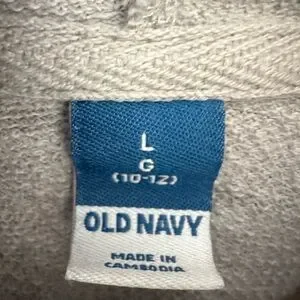 L
G
(10-12)
OLD NAVY
MADE IN
CAMBODIA